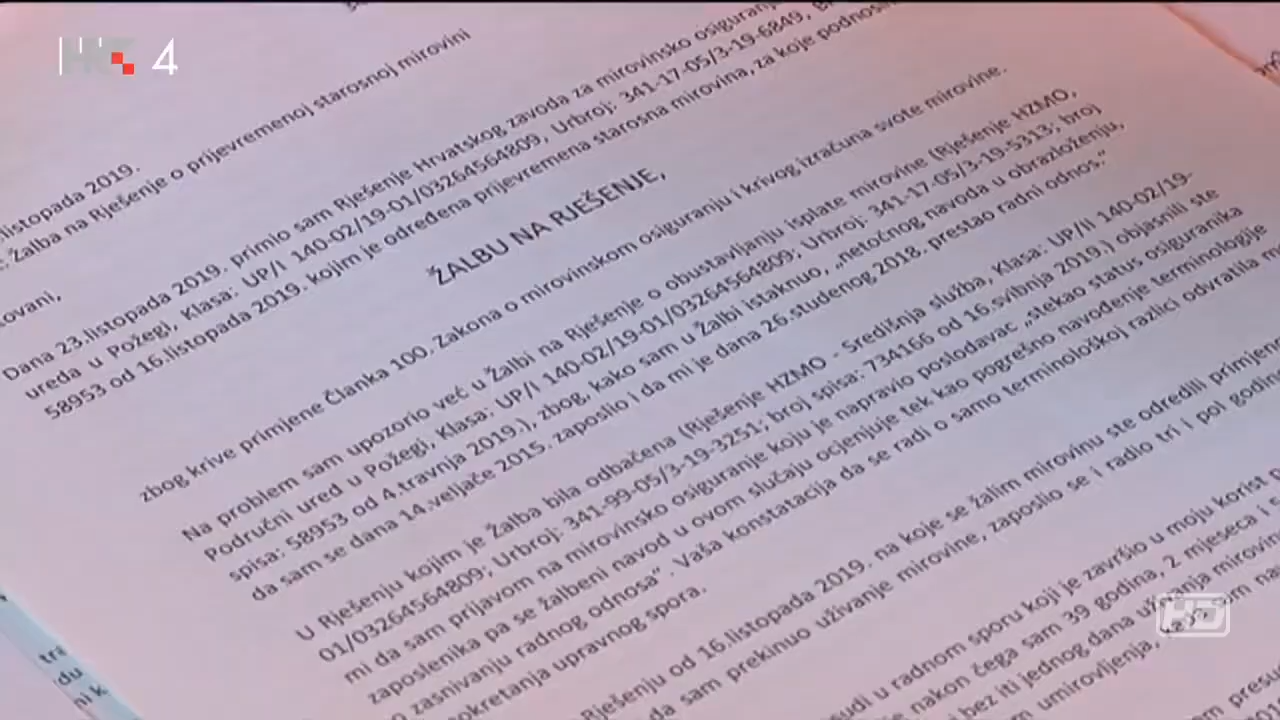 HRT 4
listopada 2019.
Žalba na Rješenje o prijevremenoj starosnoj mirovini
Dana 23.listopada 2019. primio sam Rješenje Hrvatskog zavoda za mirovinsko
ureda u Požegi, Klasa: UP/I 140-02/19-01/03264564809, Urbroj: 341-17-05/3-19-6849,
58953 od 16.listopada 2019. kojim je određena prijevremena starosna mirovina, za koje
ŽALBU NA RJEŠENJE,
zbog krive primjene Članka 100. Zakona o mirovinskom osiguranju i krivog izračuna svote mirovine.
Na problem sam upozorio već u Žalbi na Rješenje o obustavljanju isplate mirovine (Rješenje HZMO,
Područni ured u Požegi, Klasa: UP/I 140-02/19-01/03264564809; Urbroj: 341-17-05/3-19-5313; broj
spisa: 58953 od 4.travnja 2019.), zbog, kako sam u Žalbi istaknuo, „netočnog navoda u obrazloženju,
da sam se dana 14.veljače 2015. zaposlio i da mi je dana 26.studenog 2018. prestao radni odnos.“
U Rješenju kojim je Žalba bila odbačena (Rješenje HZMO - Središnja služba, Klasa: UP/II 140-02/19-
01/03264564809; Urbroj: 341-99-05/3-19-3251; broj spisa: 734166 od 16.svibnja 2019.) objasnili ste
mi da sam prijavom na mirovinsko osiguranje koju je napravio poslodavac „stekao status osiguranika
zaposlenika pa se žalbeni navod u ovom slučaju ocjenjuje tek kao pogrešno navođenje terminologije
o zasnivanju radnog odnosa“. Vaša konstatacija da se radi o samo terminološkoj razlici odvratila
pokretanja upravnog spora.
Rješenju od 16.listopada 2019. na koje se žalim mirovinu ste odredili
da sam prekinuo uživanje mirovine, zaposlio se i radio tri i pol
u radnom sporu koji je završio u moju korist
nakon čega sam 39 godina, 2 mjeseca i
bez iti jednog dana uživanja
umirovljenja,
tra
du
ni k
HD